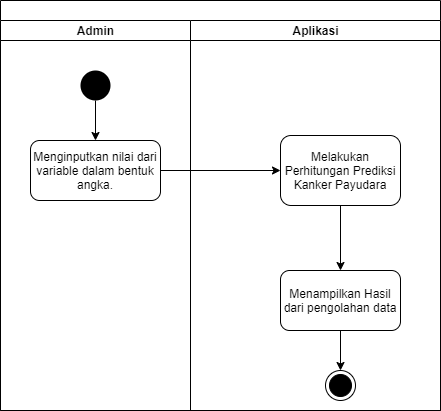 Admin
Aplikasi
Menginputkan nilai dari
variable dalam bentuk
angka.
Melakukan
Perhitungan Prediksi
Kanker Payudara
Menampilkan Hasil
dari pengolahan data